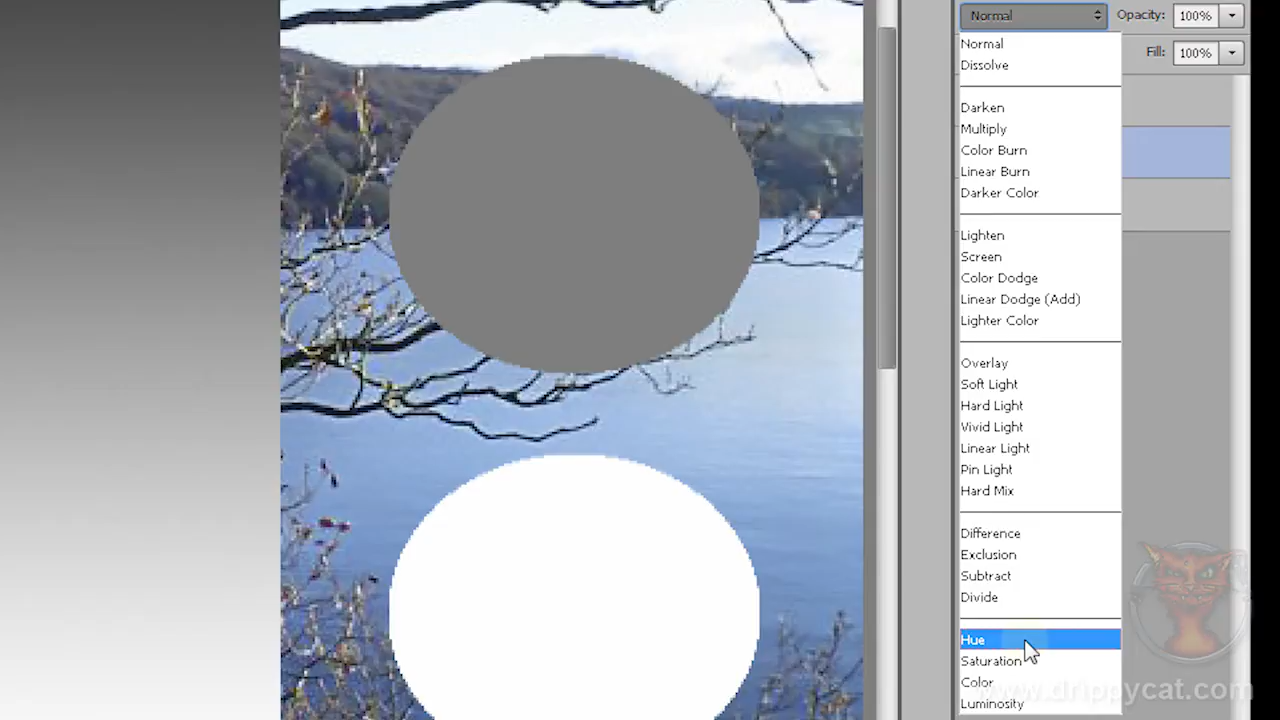 Normal
Opacity: 100%
Fill: 100%
Normal
Dissolve
Darken
Multiply
Color Burn
Linear Burn
Darker Color
Lighten
Screen
Color Dodge
Linear Dodge (Add)
Lighter Color
Overlay
Soft Light
Hard Light
Vivid Light
Linear Light
Pin Light
Hard Mix
Difference
Exclusion
Subtract
Divide
Hue
Saturation
Color
Luminosity
www.drippycat.com